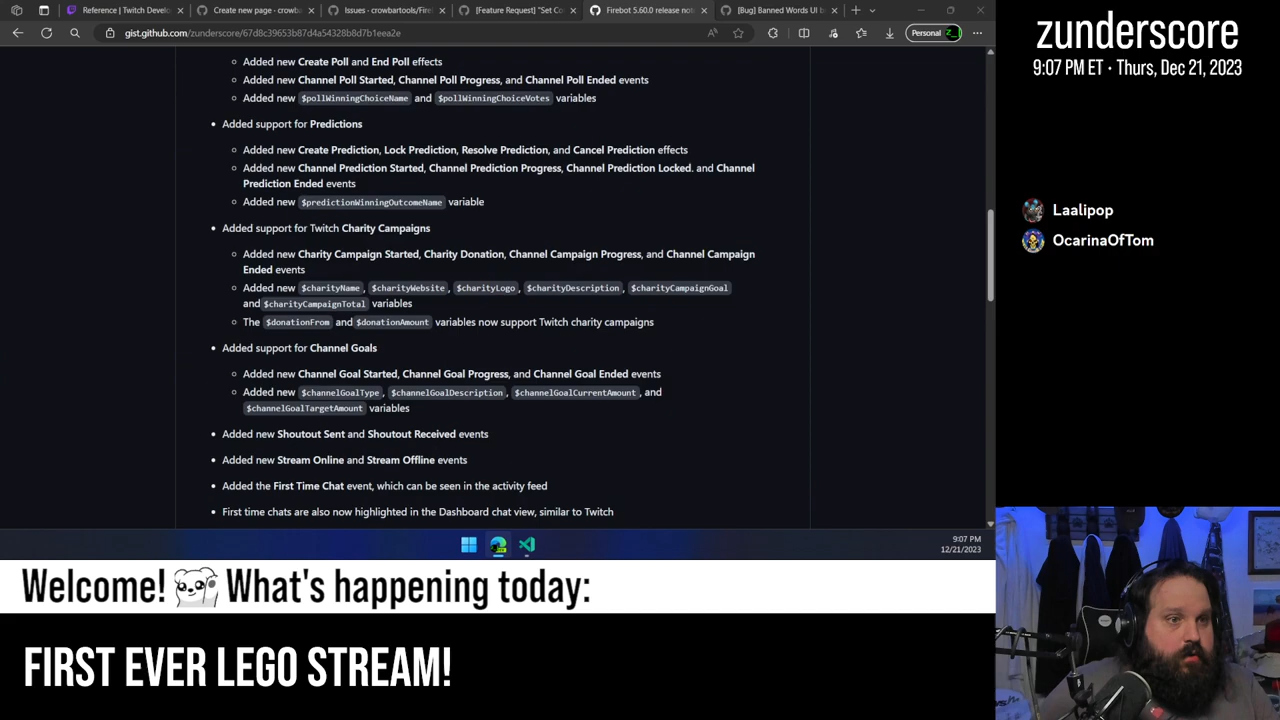 Reference | Twitch Develo
Create new page · crowba
Issues · crowbartools/Fire
[Feature Request] "Set Co
Firebot 5.60.0 release not
[Bug] Banned Words UI b
gist.github.com/zunderscore/67d8c39653b87d4a54328b8d7b1eea2e
Personal
Added new Create Poll and End Poll effects
Added new Channel Poll Started, Channel Poll Progress, and Channel Poll Ended events
Added new $pollWinningChoiceName and $pollWinningChoiceVotes variables
Added support for Predictions
Added new Create Prediction, Lock Prediction, Resolve Prediction, and Cancel Prediction effects
Added new Channel Prediction Started, Channel Prediction Progress, Channel Prediction Locked. and Channel
Prediction Ended events
Added new $predictionWinningOutcomeName variable
Added support for Twitch Charity Campaigns
Added new Charity Campaign Started, Charity Donation, Channel Campaign Progress, and Channel Campaign
Ended events
Added new $charityName, $charityWebsite, $charityLogo, $charityDescription, $charityCampaignGoal
and $charityCampaignTotal variables
The $donationFrom and $donationAmount variables now support Twitch charity campaigns
Added support for Channel Goals
Added new Channel Goal Started, Channel Goal Progress, and Channel Goal Ended events
Added new $channelGoalType, $channelGoalDescription, $channelGoalCurrentAmount, and
$channelGoalTargetAmount variables
Added new Shoutout Sent and Shoutout Received events
Added new Stream Online and Stream Offline events
Added the First Time Chat event, which can be seen in the activity feed
First time chats are also now highlighted in the Dashboard chat view, similar to Twitch
9:07 PM
12/21/2023
zunderscore
9:07 PM ET • Thurs, Dec 21, 2023
Laalipop
OcarinaOfTom
Welcome! What's happening today:
FIRST EVER LEGO STREAM!